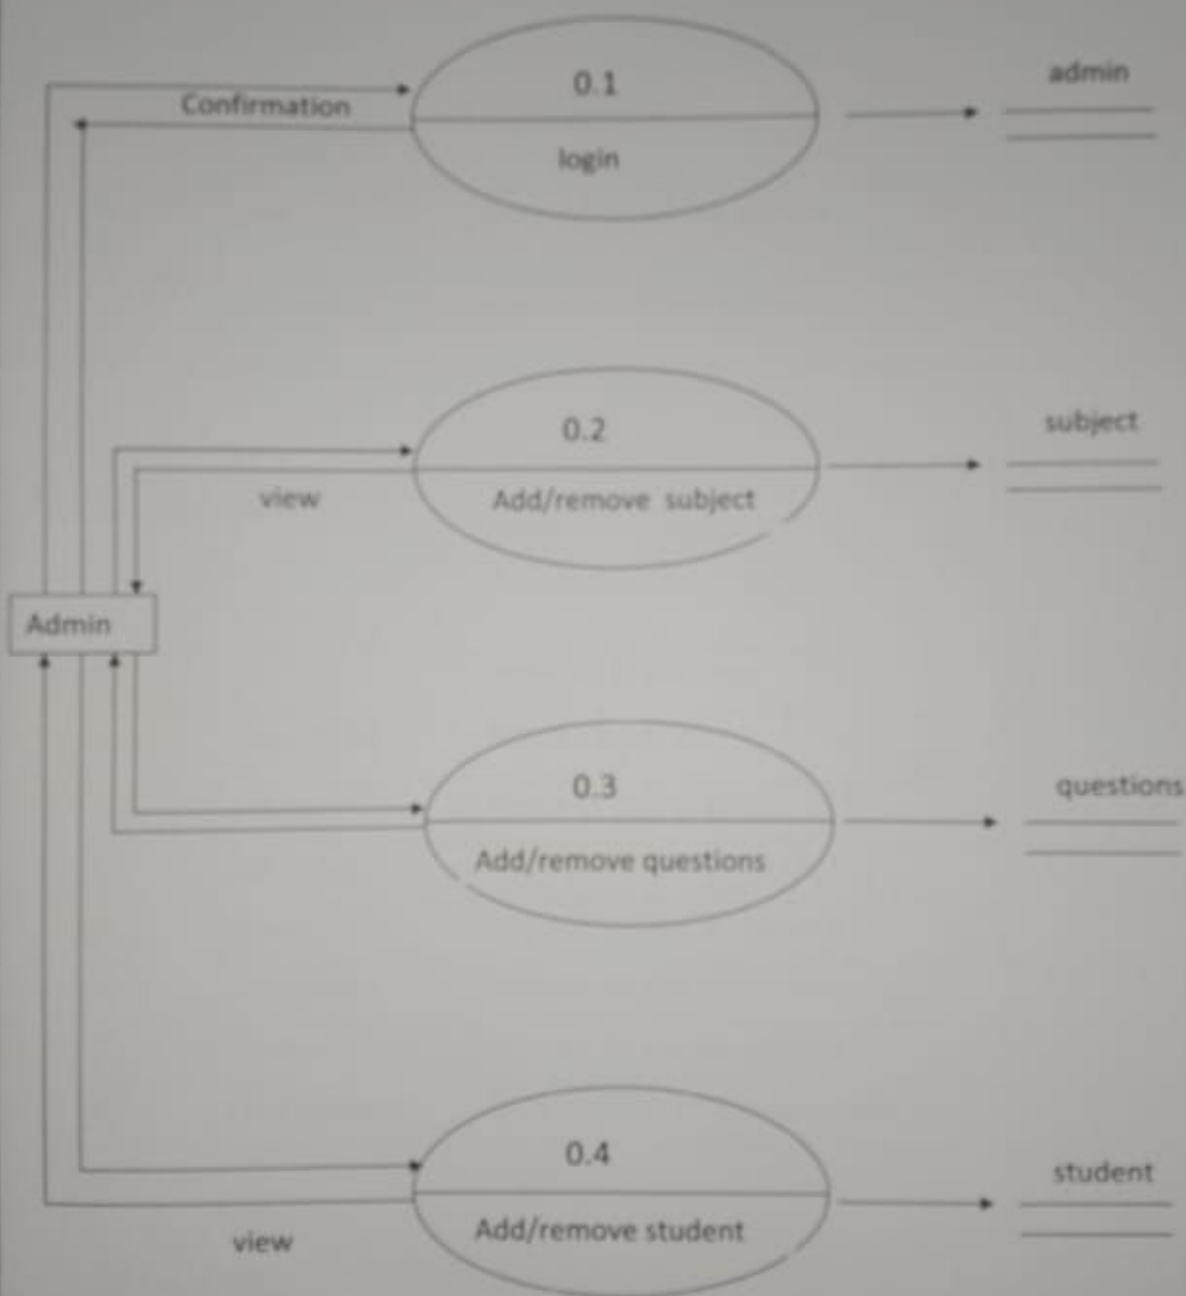 0.1
admin
Confirmation
login
0.2
subject
view
Add/remove subject
Admin
0.3
questions
Add/remove questions
0.4
student
Add/remove student
view